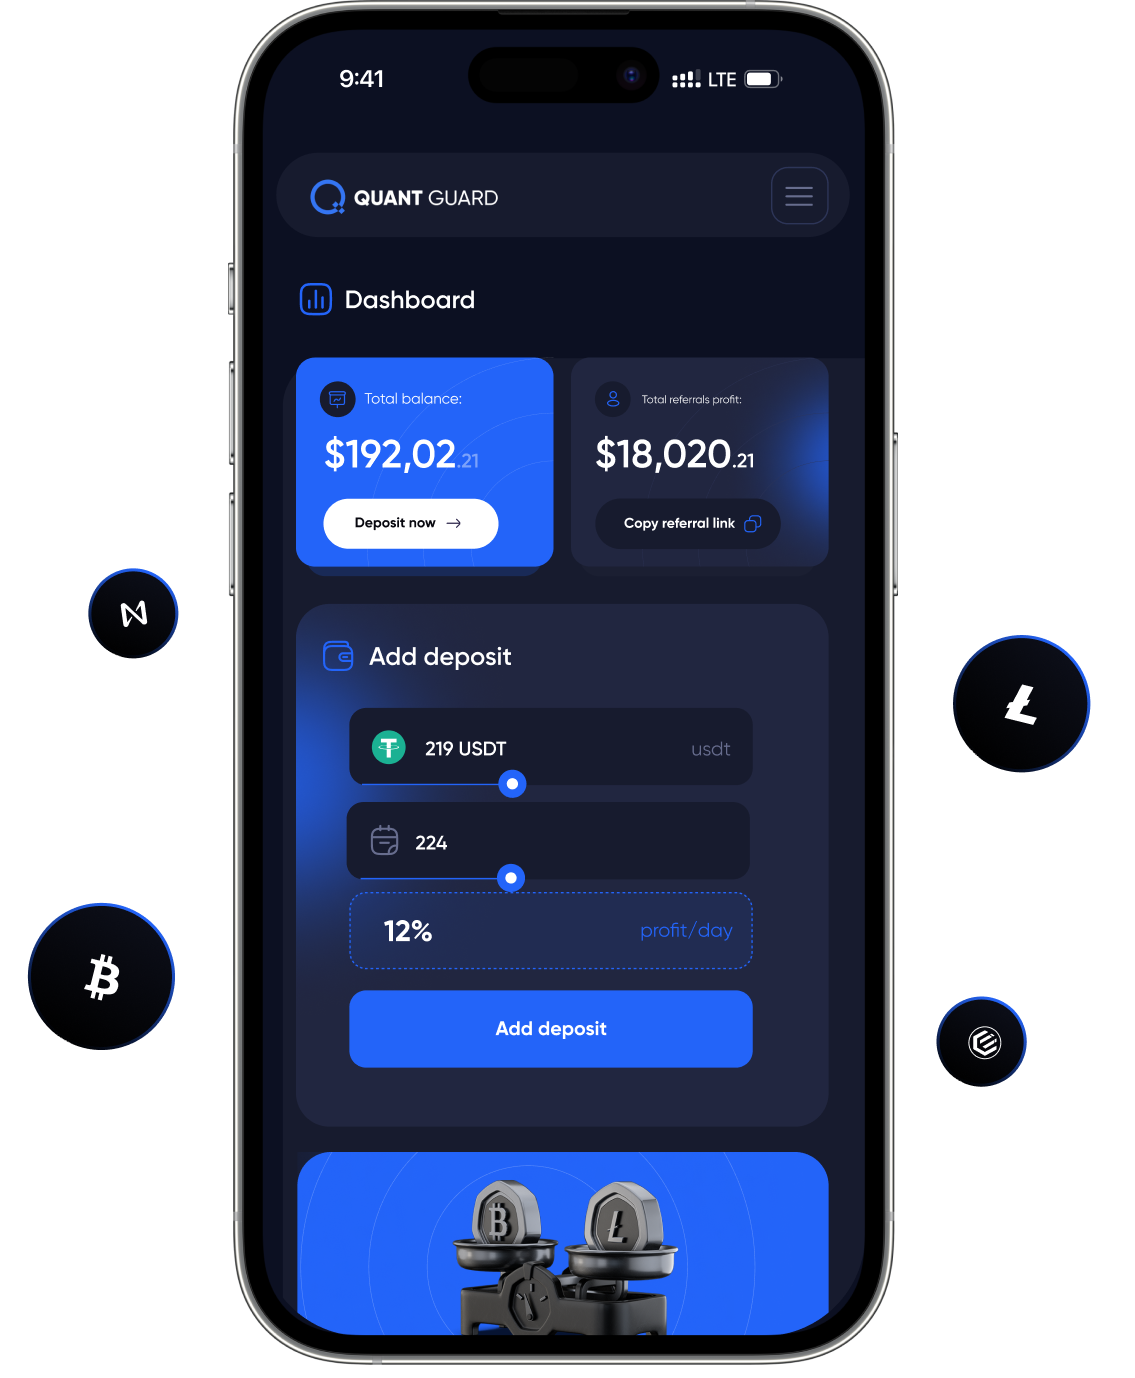 9:41
LTE
QUANT GUARD
Dashboard
Total balance:
$192,02.21
Deposit now
Total referrals profit:
$18,020.21
Copy referral link
Add deposit
219 USDT
usdt
224
12%
profit/day
Add deposit